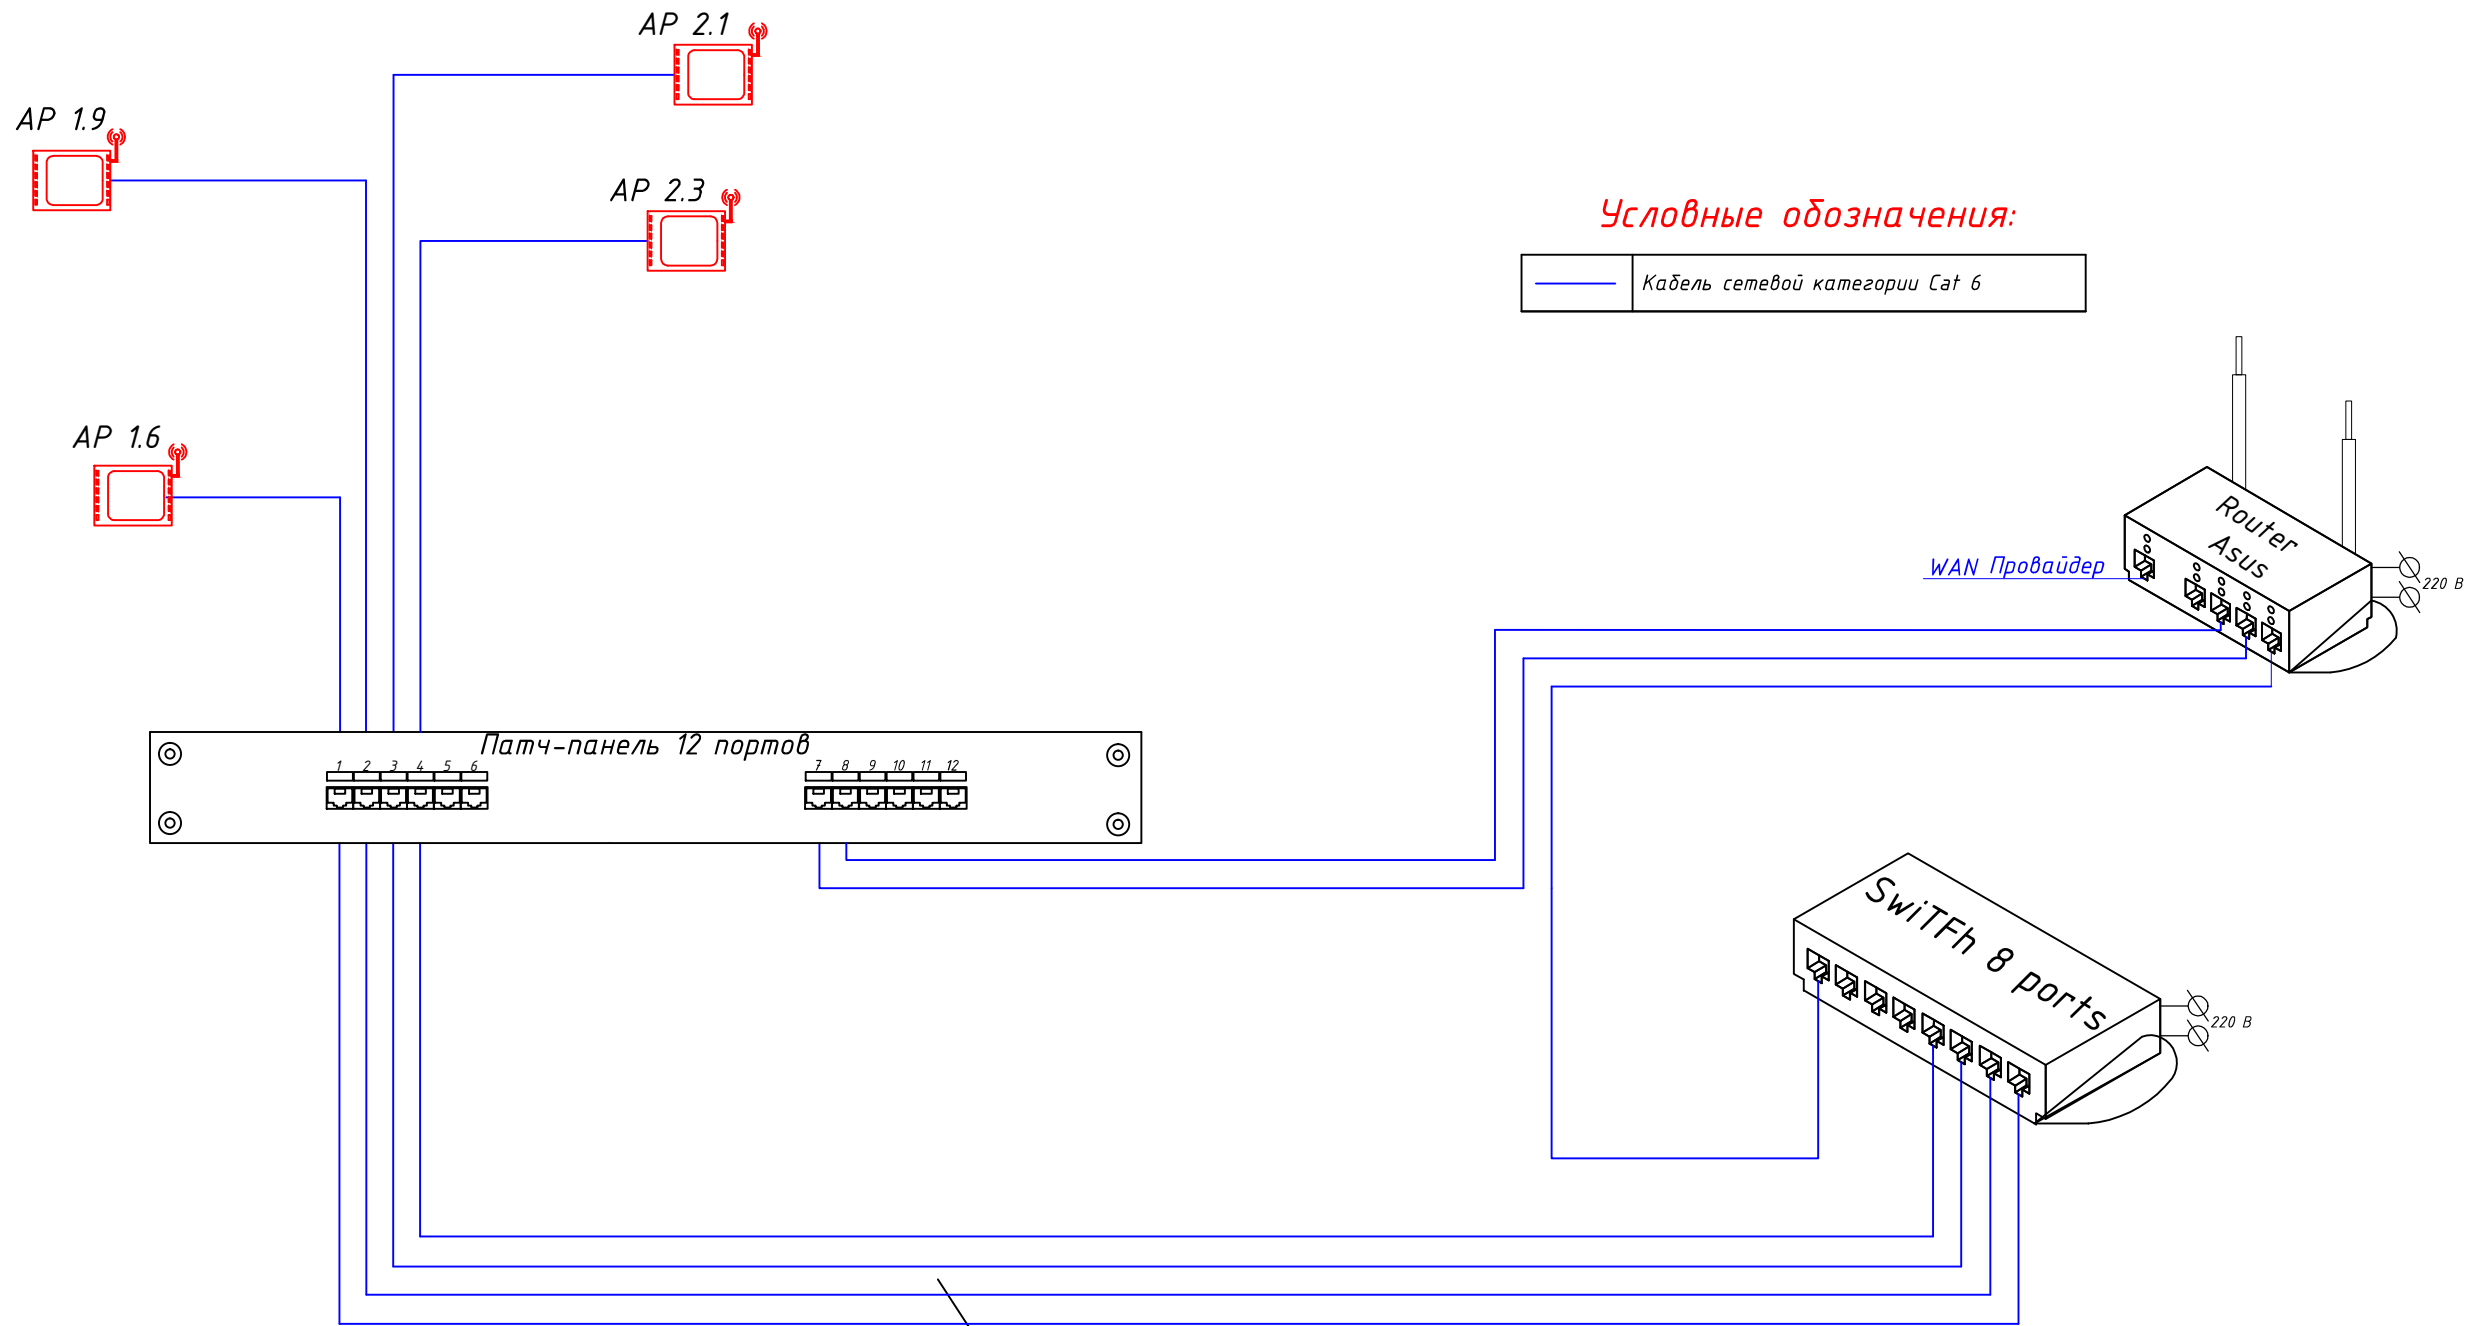 AP 2.1
AP 1.9
AP 2.3
Условные обозначения:
Кабель сетевой категории Cat 6
AP 1.6
Router
Asus
WAN Провайдер
220 В
Патч-панель 12 портов
1 2 3 4 5 6
7 8 9 10 11 12
SwiTFh 8 ports
220 В